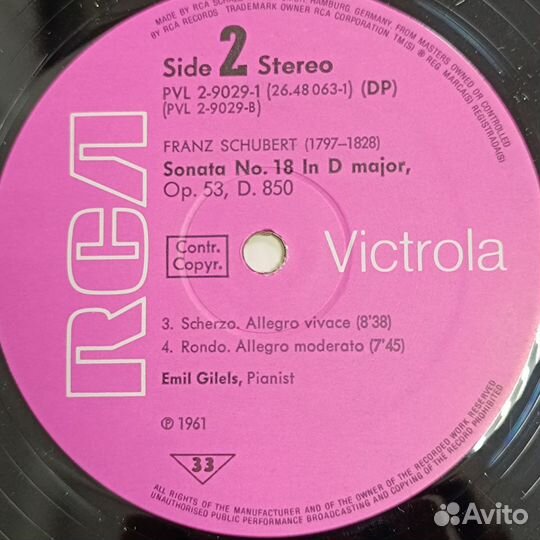 MADE BY RCA SCHALLPLATTEN HAMBURG GERMANY FROM MASTERS OWNED OR CONTROLLED
BY RCA RECORDS TRADEMARK OWNER RCA CORPORATION TM(S) ® REG MARCA(S) REGISTRADA(S)
Side 2 Stereo
PVL 2-9029-1 (26.48 063-1) (DP)
(PVL 2-9029-B)
FRANZ SCHUBERT (1797–1828)
Sonata No. 18 In D major,
Op. 53, D. 850
RCA
Contr.
Copyr.
Victrola
3. Scherzo. Allegro vivace (8'38)
4. Rondo. Allegro moderato (7'45)
Emil Gilels, Pianist
℗ 1961
33
ALL RIGHTS OF THE MANUFACTURER AND OF THE OWNER OF THE RECORDED WORK RESERVED
UNAUTHORISED PUBLIC PERFORMANCE BROADCASTING AND COPYING OF THE RECORD PROHIBITED
Avito